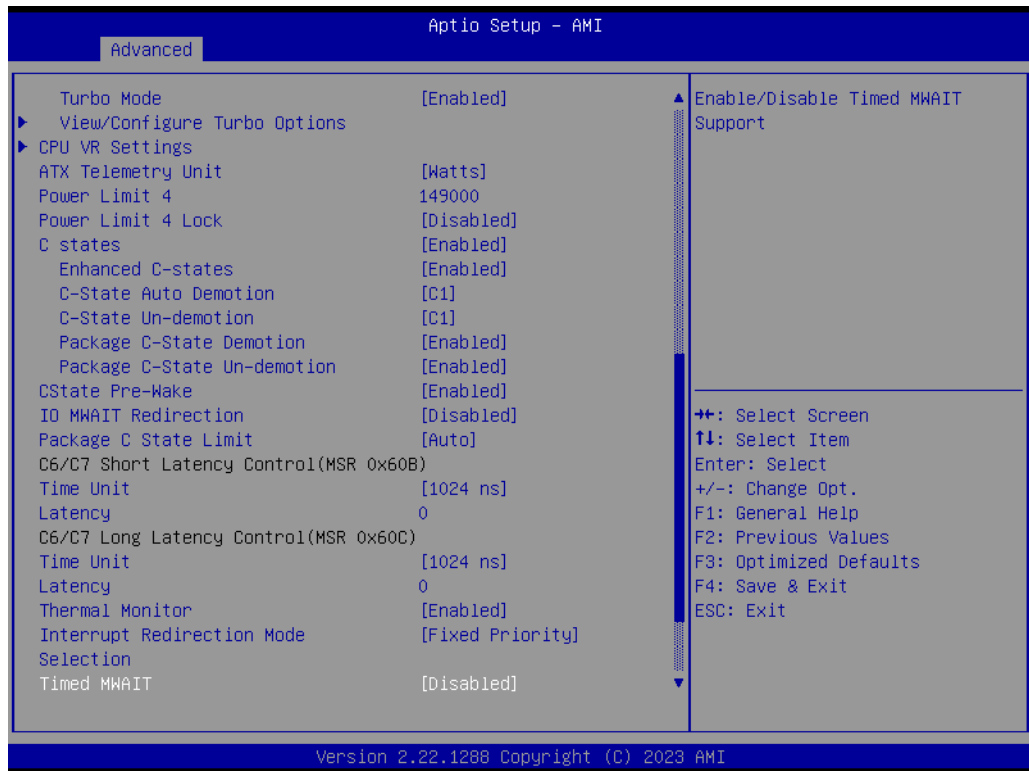 Aptio Setup – AMI
Advanced
Turbo Mode [Enabled]
View/Configure Turbo Options
CPU VR Settings
ATX Telemetry Unit [Watts]
Power Limit 4 149000
Power Limit 4 Lock [Disabled]
C states [Enabled]
Enhanced C-states [Enabled]
C-State Auto Demotion [C1]
C-State Un-demotion [C1]
Package C-State Demotion [Enabled]
Package C-State Un-demotion [Enabled]
CState Pre-Wake [Enabled]
IO MWAIT Redirection [Disabled]
Package C State Limit [Auto]
C6/C7 Short Latency Control(MSR 0x60B)
Time Unit [1024 ns]
Latency 0
C6/C7 Long Latency Control(MSR 0x60C)
Time Unit [1024 ns]
Latency 0
Thermal Monitor [Enabled]
Interrupt Redirection Mode [Fixed Priority]
Selection
Timed MWAIT [Disabled]
Enable/Disable Timed MWAIT
Support
→←: Select Screen
↑↓: Select Item
Enter: Select
+/-: Change Opt.
F1: General Help
F2: Previous Values
F3: Optimized Defaults
F4: Save & Exit
ESC: Exit
Version 2.22.1288 Copyright (C) 2023 AMI